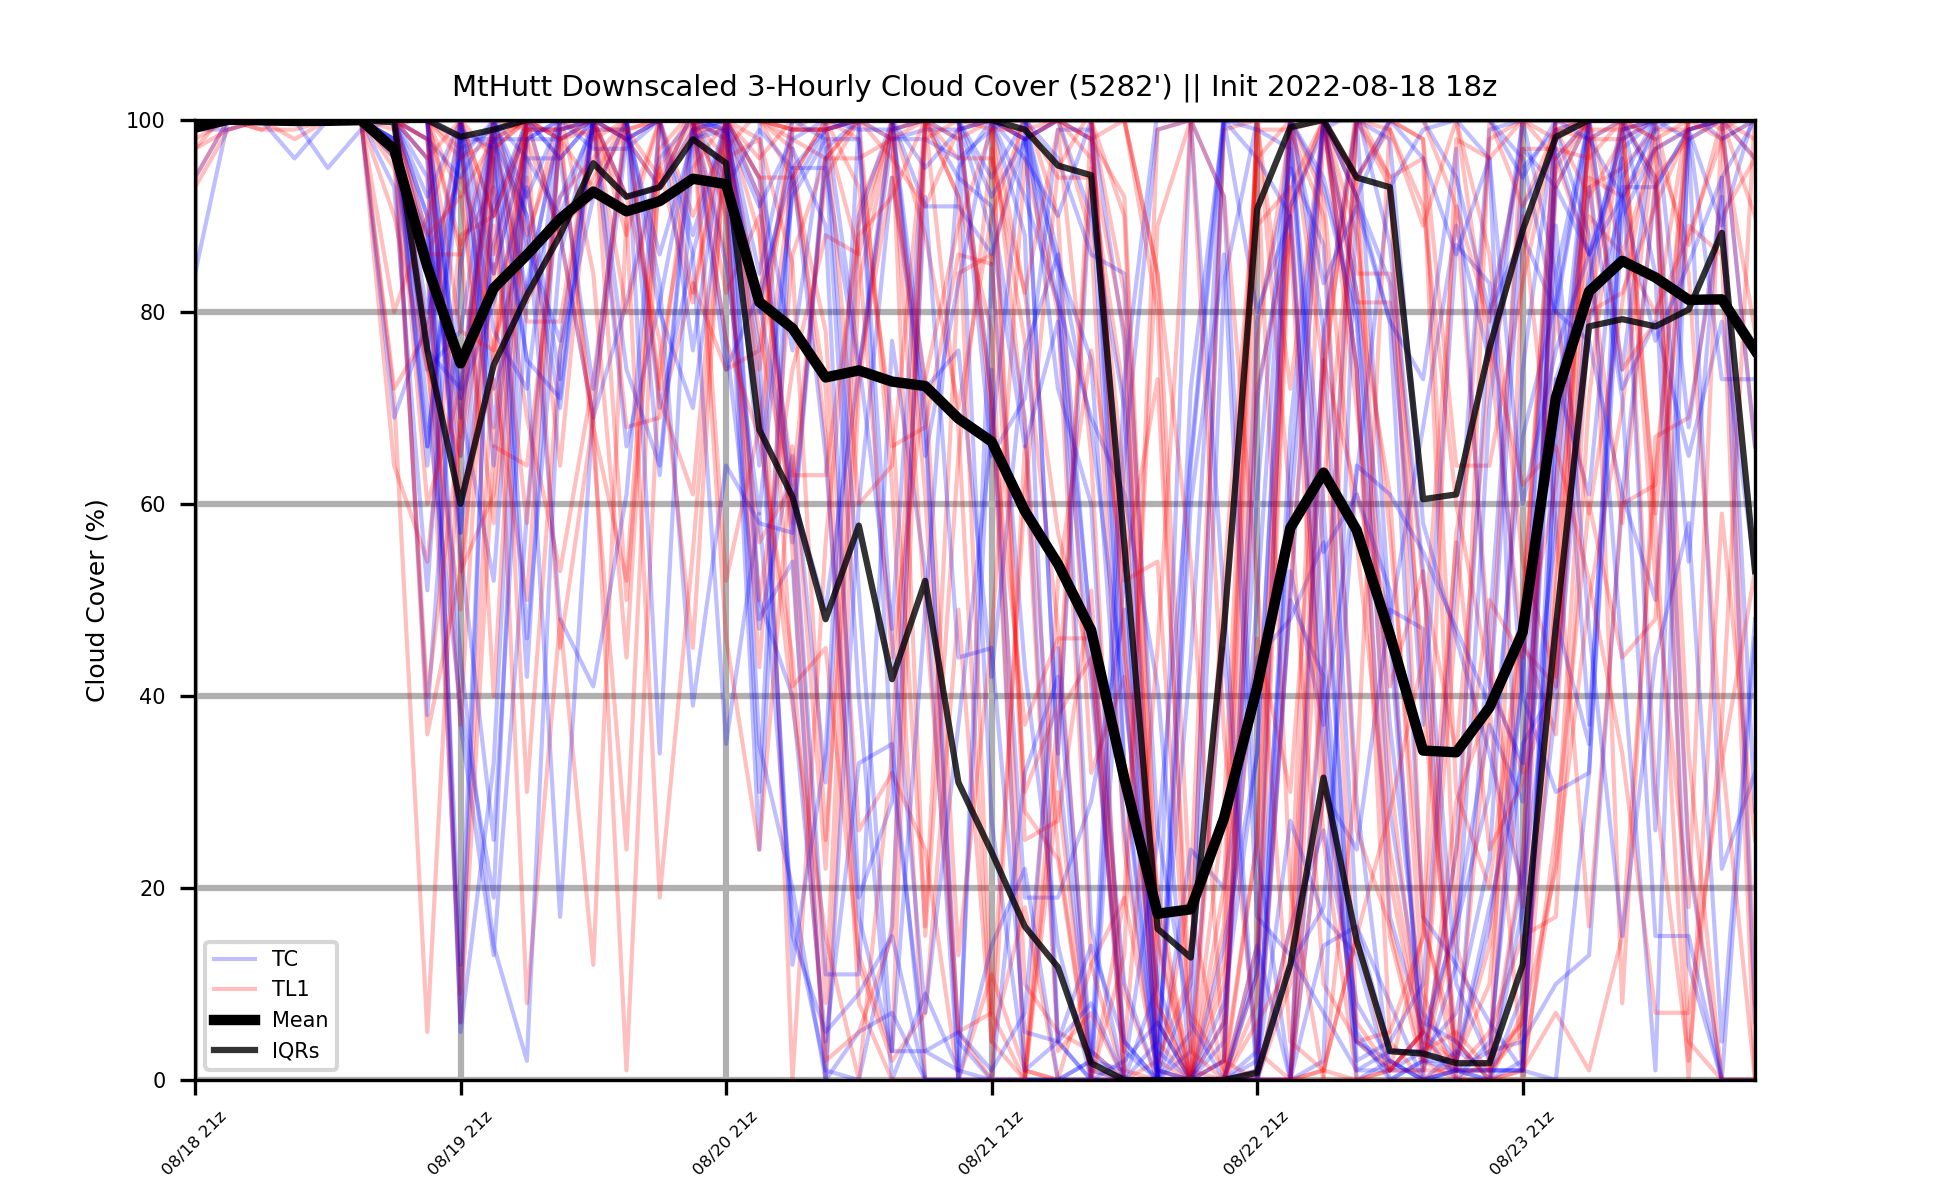 MtHutt Downscaled 3-Hourly Cloud Cover (5282') || Init 2022-08-18 18z
100
80
60
40
20
0
Cloud Cover (%)
TC
TL1
Mean
IQRs
08/18 21z
08/19 21z
08/20 21z
08/21 21z
08/22 21z
08/23 21z